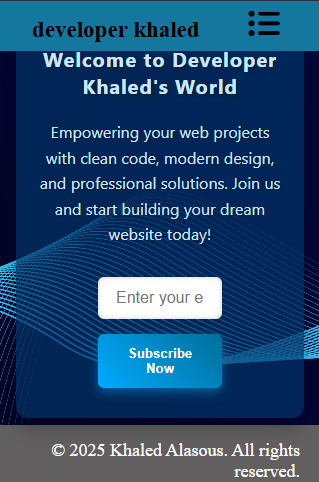 developer khaled
Welcome to Developer
Khaled's World
Empowering your web projects
with clean code, modern design,
and professional solutions. Join us
and start building your dream
website today!
Enter your e
Subscribe
Now
© 2025 Khaled Alasous. All rights
reserved.